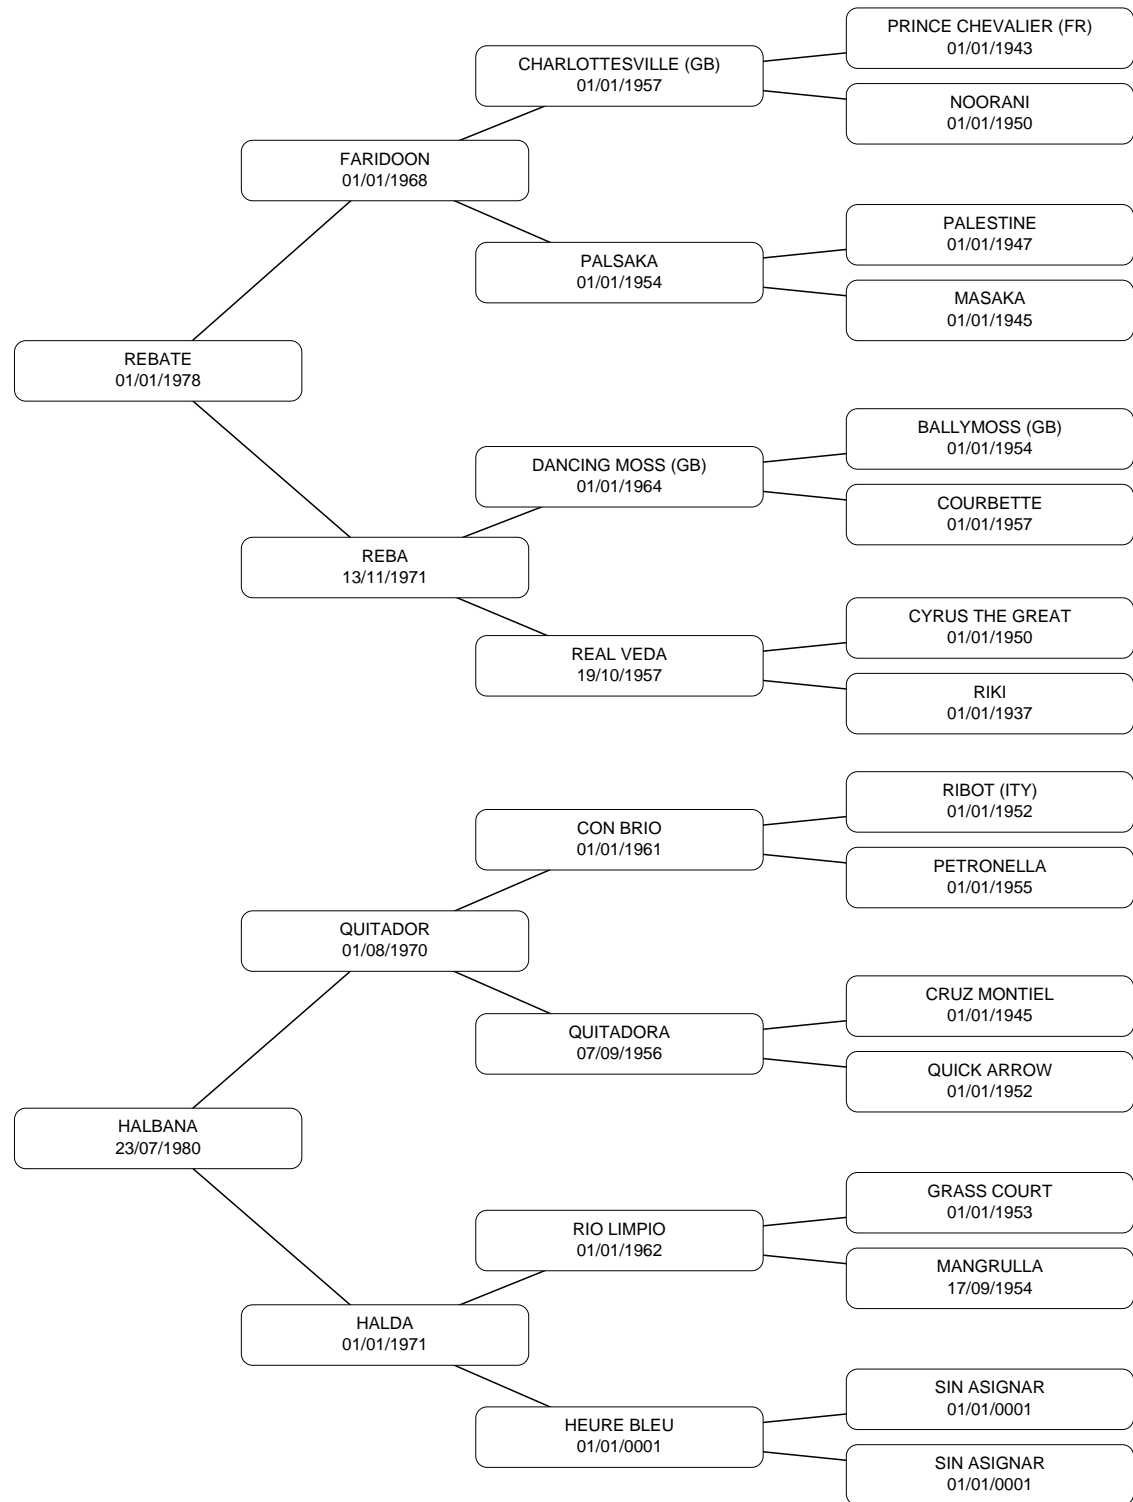 PRINCE CHEVALIER (FR)
01/01/1943
CHARLOTTESVILLE (GB)
01/01/1957
NOORANI
01/01/1950
FARIDOON
01/01/1968
PALESTINE
01/01/1947
PALSAKA
01/01/1954
MASAKA
01/01/1945
REBATE
01/01/1978
BALLYMOSS (GB)
01/01/1954
DANCING MOSS (GB)
01/01/1964
COURBETTE
01/01/1957
REBA
13/11/1971
CYRUS THE GREAT
01/01/1950
REAL VEDA
19/10/1957
RIKI
01/01/1937
RIBOT (ITY)
01/01/1952
CON BRIO
01/01/1961
PETRONELLA
01/01/1955
QUITADOR
01/08/1970
CRUZ MONTIEL
01/01/1945
QUITADORA
07/09/1956
QUICK ARROW
01/01/1952
HALBANA
23/07/1980
GRASS COURT
01/01/1953
RIO LIMPIO
01/01/1962
MANGRULLA
17/09/1954
HALDA
01/01/1971
SIN ASIGNAR
01/01/0001
HEURE BLEU
01/01/0001
SIN ASIGNAR
01/01/0001